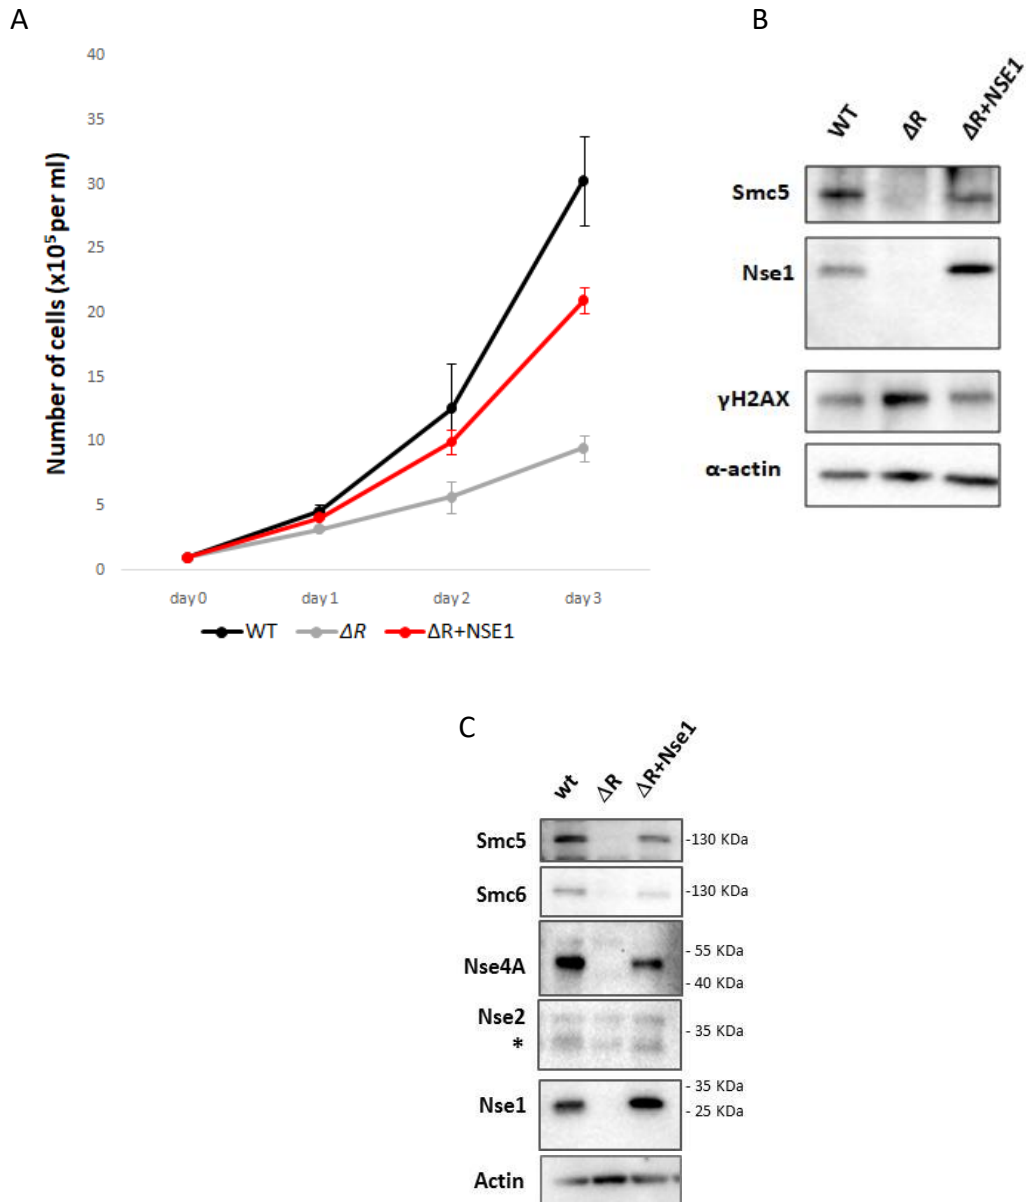 A
40
35
30
25
20
15
10
5
0
Number of cells (x10⁵ per ml)
day 0 day 1 day 2 day 3
WT ΔR ΔR+NSE1
B
WT ΔR ΔR+NSE1
Smc5
Nse1
γH2AX
α-actin
C
wt ΔR ΔR+Nse1
Smc5 -130 KDa
Smc6 -130 KDa
Nse4A
- 55 KDa
- 40 KDa
Nse2
- 35 KDa
*
Nse1
- 35 KDa
- 25 KDa
Actin